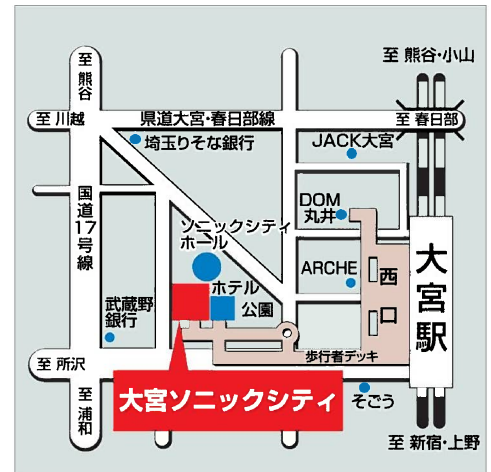 至 熊谷・小山
至
熊
谷
至 川越
県道大宮・春日部線
至 春日部
埼玉りそな銀行
JACK大宮
国
道
17
号
線
DOM
丸井
ソニックシティ
ホール
大
宮
駅
西
口
ARCHE
ホテル
公園
武蔵野
銀行
歩行者デッキ
至 所沢
大宮ソニックシティ
そごう
至
浦
和
至 新宿・上野